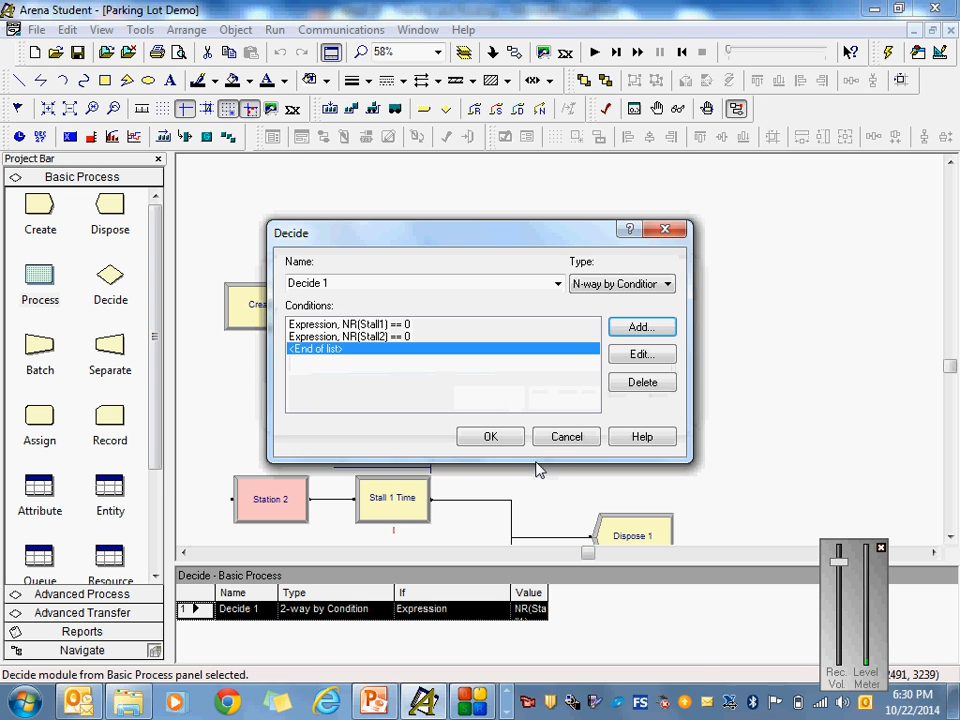 Arena Student - [Parking Lot Demo]
File Edit View Tools Arrange Object Run Communications Window Help
58%
Project Bar
Basic Process
Create Dispose
Process Decide
Batch Separate
Assign Record
Attribute Entity
Queue Resource
Advanced Process
Advanced Transfer
Reports
Navigate
Crea
Decide
Name:
Type:
Decide 1
N-way by Condition
Conditions:
Expression, NR(Stall1) == 0
Expression, NR(Stall2) == 0
<End of list>
Add...
Edit...
Delete
OK
Cancel
Help
Station 2
Stall 1 Time
Dispose 1
Decide - Basic Process
Name Type If Value
1 Decide 1 2-way by Condition Expression NR(Sta
Rec. Vol.
Level Meter
Decide module from Basic Process panel selected.
2491, 3239)
6:30 PM
10/22/2014